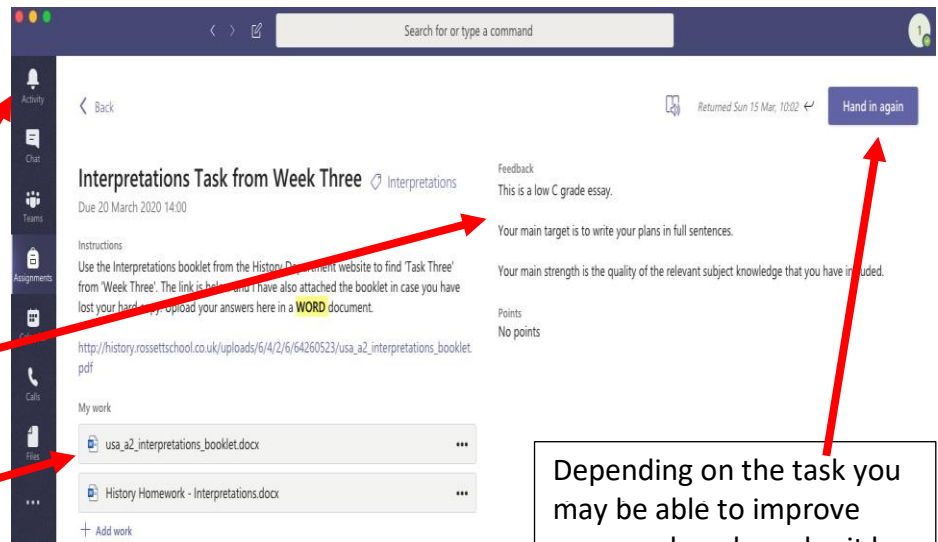 Search for or type a command
1
Activity
Chat
Teams
Assignments
Calls
Files
Back
Returned Sun 15 Mar, 10:02
Hand in again
Interpretations Task from Week Three Interpretations
Due 20 March 2020 14:00
Instructions
Use the Interpretations booklet from the History Department website to find 'Task Three'
from 'Week Three'. The link is below and I have also attached the booklet in case you have
lost your hard copy. Upload your answers here in a WORD document.
http://history.rossettschool.co.uk/uploads/6/4/2/6/64260523/usa_a2_interpretations_booklet.
pdf
My work
usa_a2_interpretations_booklet.docx
History Homework - Interpretations.docx
+ Add work
Feedback
This is a low C grade essay.
Your main target is to write your plans in full sentences.
Your main strength is the quality of the relevant subject knowledge that you have included.
Points
No points
Depending on the task you
may be able to improve